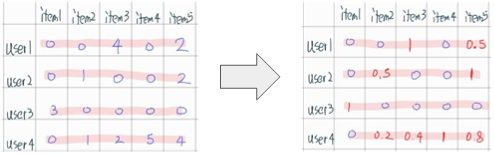 item1 item2 item3 item4 item5
user1 0 0 4 0 2
user2 0 1 0 0 2
user3 3 0 0 0 0
user4 0 1 2 5 4
item1 item2 item3 item4 item5
user1 0 0 1 0 0.5
user2 0 0.5 0 0 1
user3 1 0 0 0 0
user4 0 0.2 0.4 1 0.8